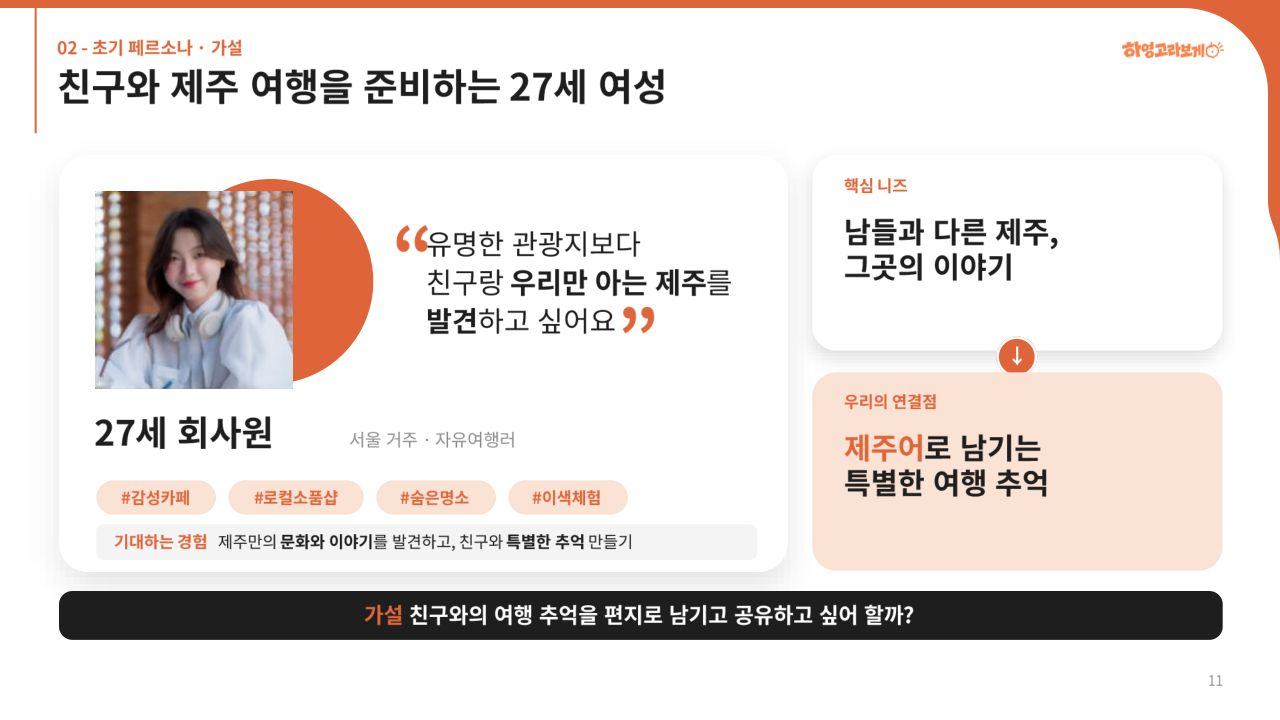 02 - 초기 페르소나 · 가설
친구와 제주 여행을 준비하는 27세 여성
하영고라보게
“유명한 관광지보다
친구랑 우리만 아는 제주를
발견하고 싶어요”
27세 회사원
서울 거주 · 자유여행러
#감성카페
#로컬소품샵
#숨은명소
#이색체험
기대하는 경험 제주만의 문화와 이야기를 발견하고, 친구와 특별한 추억 만들기
핵심 니즈
남들과 다른 제주,
그곳의 이야기
↓
우리의 연결점
제주어로 남기는
특별한 여행 추억
가설 친구와의 여행 추억을 편지로 남기고 공유하고 싶어 할까?
11